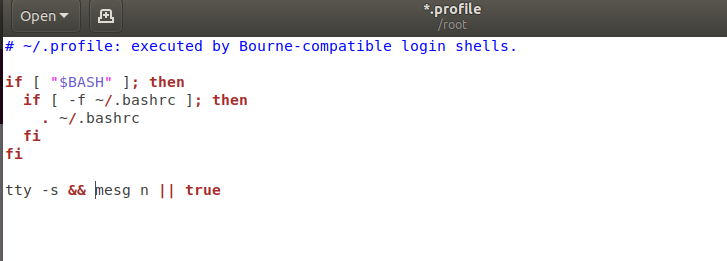 Open
*.profile
/root
# ~/.profile: executed by Bourne-compatible login shells.
if [ "$BASH" ]; then
if [ -f ~/.bashrc ]; then
. ~/.bashrc
fi
fi
tty -s && mesg n || true